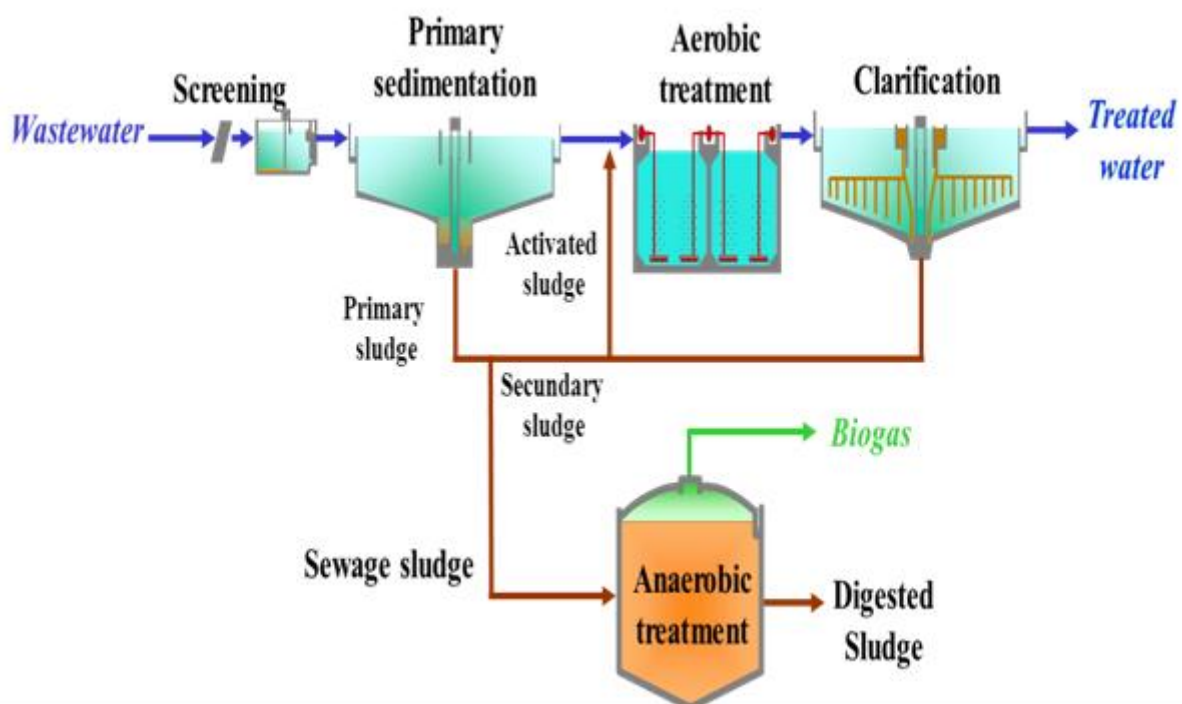 Primary
sedimentation
Aerobic
treatment
Clarification
Screening
Wastewater
Treated
water
Activated
sludge
Primary
sludge
Secundary
sludge
Biogas
Sewage sludge
Anaerobic
treatment
Digested
Sludge